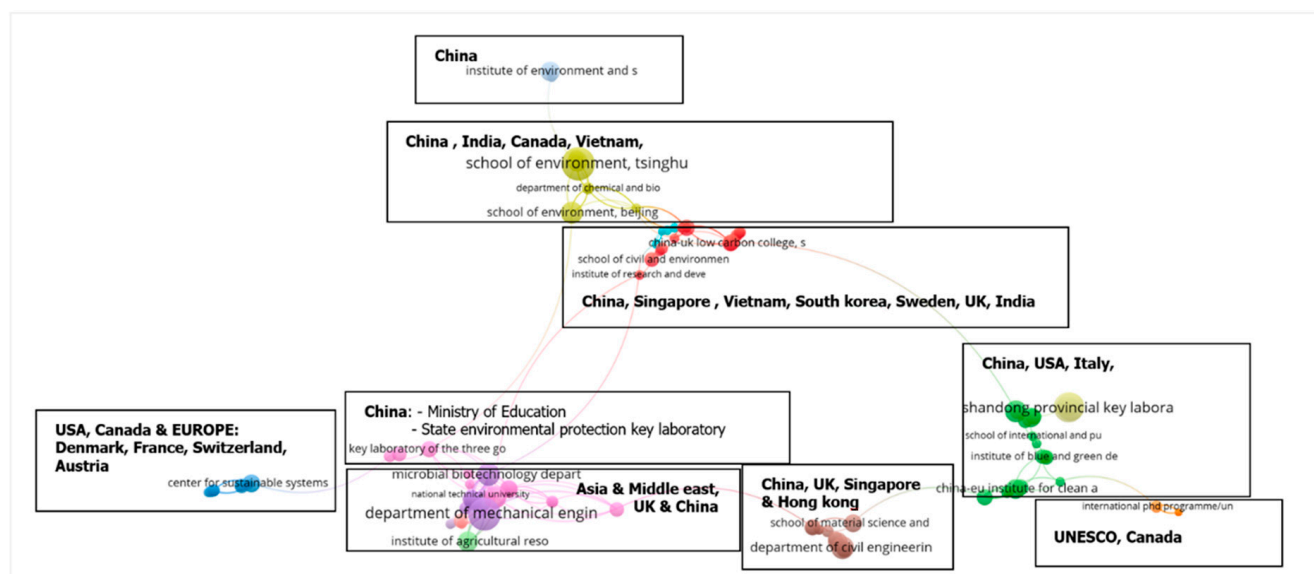 China
institute of environment and s
China , India, Canada, Vietnam,
school of environment, tsinghu
department of chemical and bio
school of environment, beijing
china-uk low carbon college, s
school of civil and environmen
institute of research and deve
China, Singapore , Vietnam, South korea, Sweden, UK, India
China, USA, Italy,
shandong provincial key labora
school of international and pu
institute of blue and green de
china-eu institute for clean a
international phd programme/un
UNESCO, Canada
USA, Canada & EUROPE:
Denmark, France, Switzerland,
Austria
center for sustainable systems
China: - Ministry of Education
- State environmental protection key laboratory
key laboratory of the three go
microbial biotechnology depart
national technical university
Asia & Middle east,
UK & China
department of mechanical engin
institute of agricultural reso
China, UK, Singapore
& Hong kong
school of material science and
department of civil engineerin